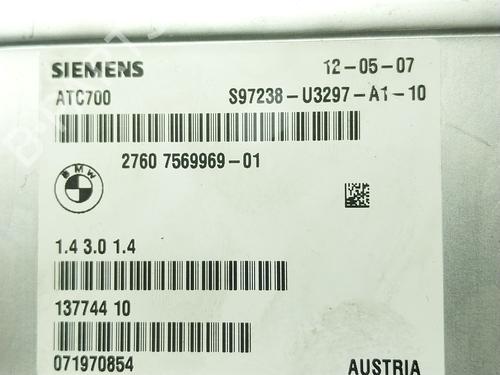 SIEMENS 12-05-07
ATC700 S97238-U3297-A1-10
2760 7569969-01
BMW
1.4 3.0 1.4
137744 10
071970854 AUSTRIA